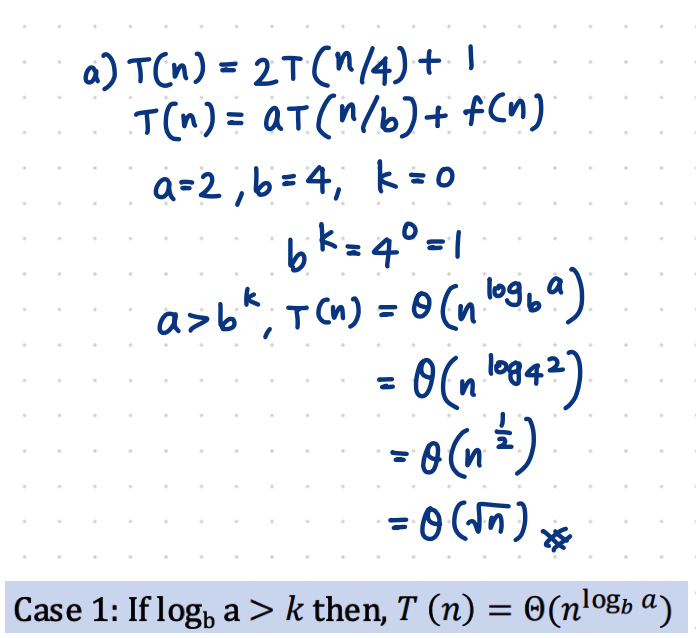 a) T(n) = 2T(n/4) + 1
T(n) = aT(n/b) + f(n)
a=2, b=4, k=0
b^k = 4^0 = 1
a>b^k, T(n) = θ(n^{log_b a})
= θ(n^{log_4 2})
= θ(n^{1/2})
= θ(√n) ※
Case 1: If log_b a > k then, T (n) = Θ(n^{log_b a})